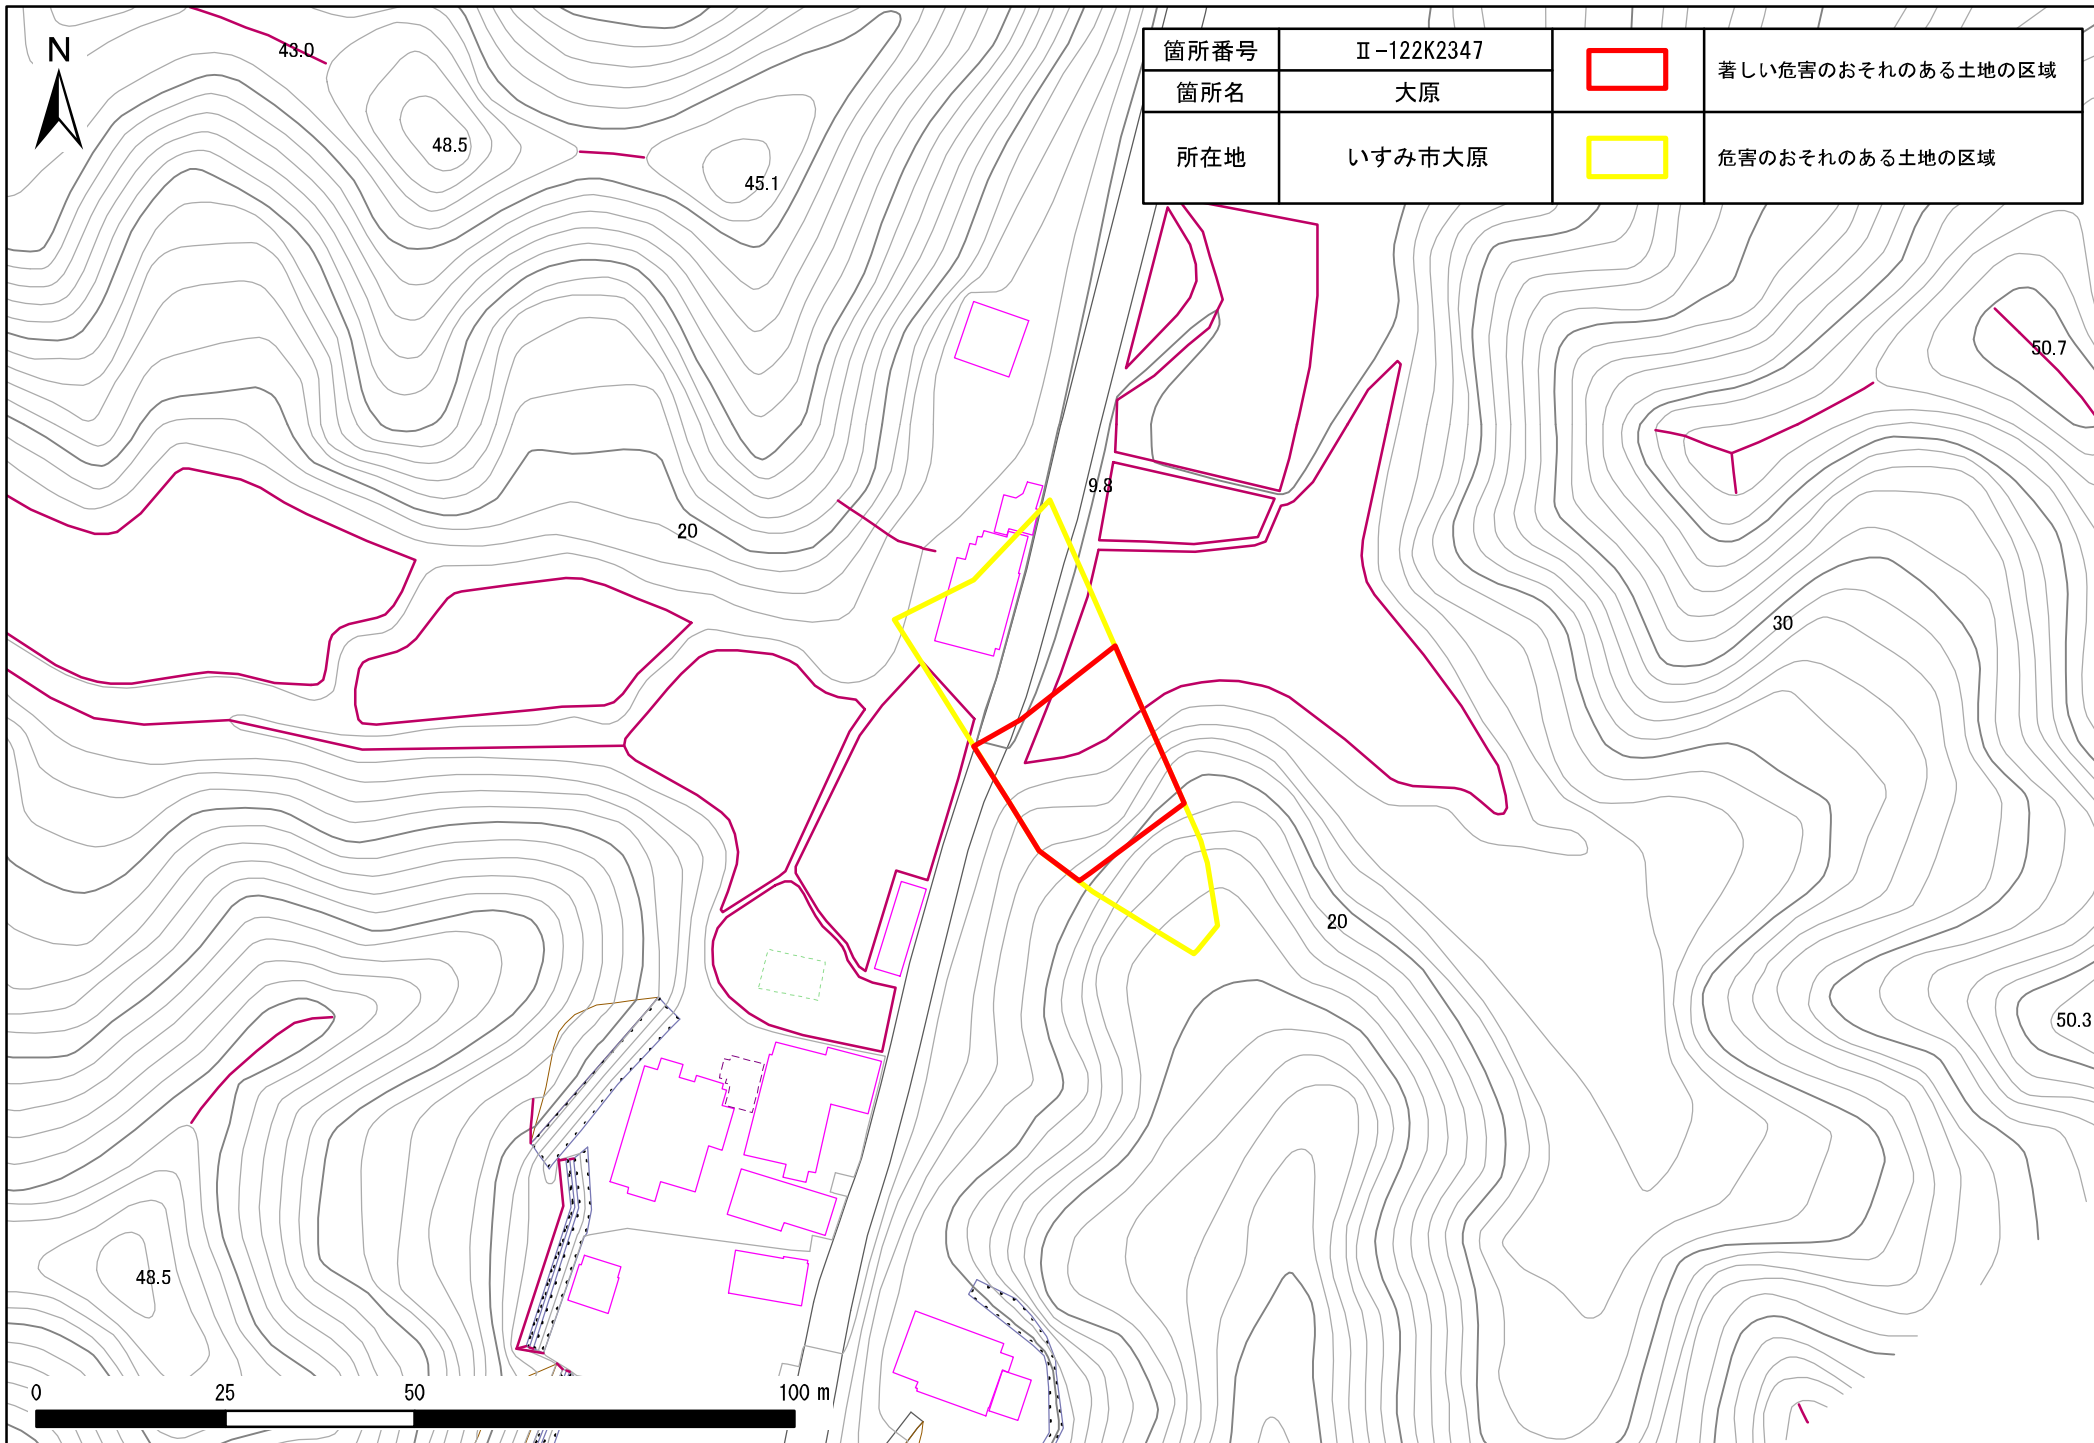 N
箇所番号 Ⅱ-122K2347 著しい危害のおそれのある土地の区域
箇所名 大原
所在地 いすみ市大原 危害のおそれのある土地の区域
43.0
48.5
45.1
50.7
9.8
20
30
20
50.3
48.5
0 25 50 100 m